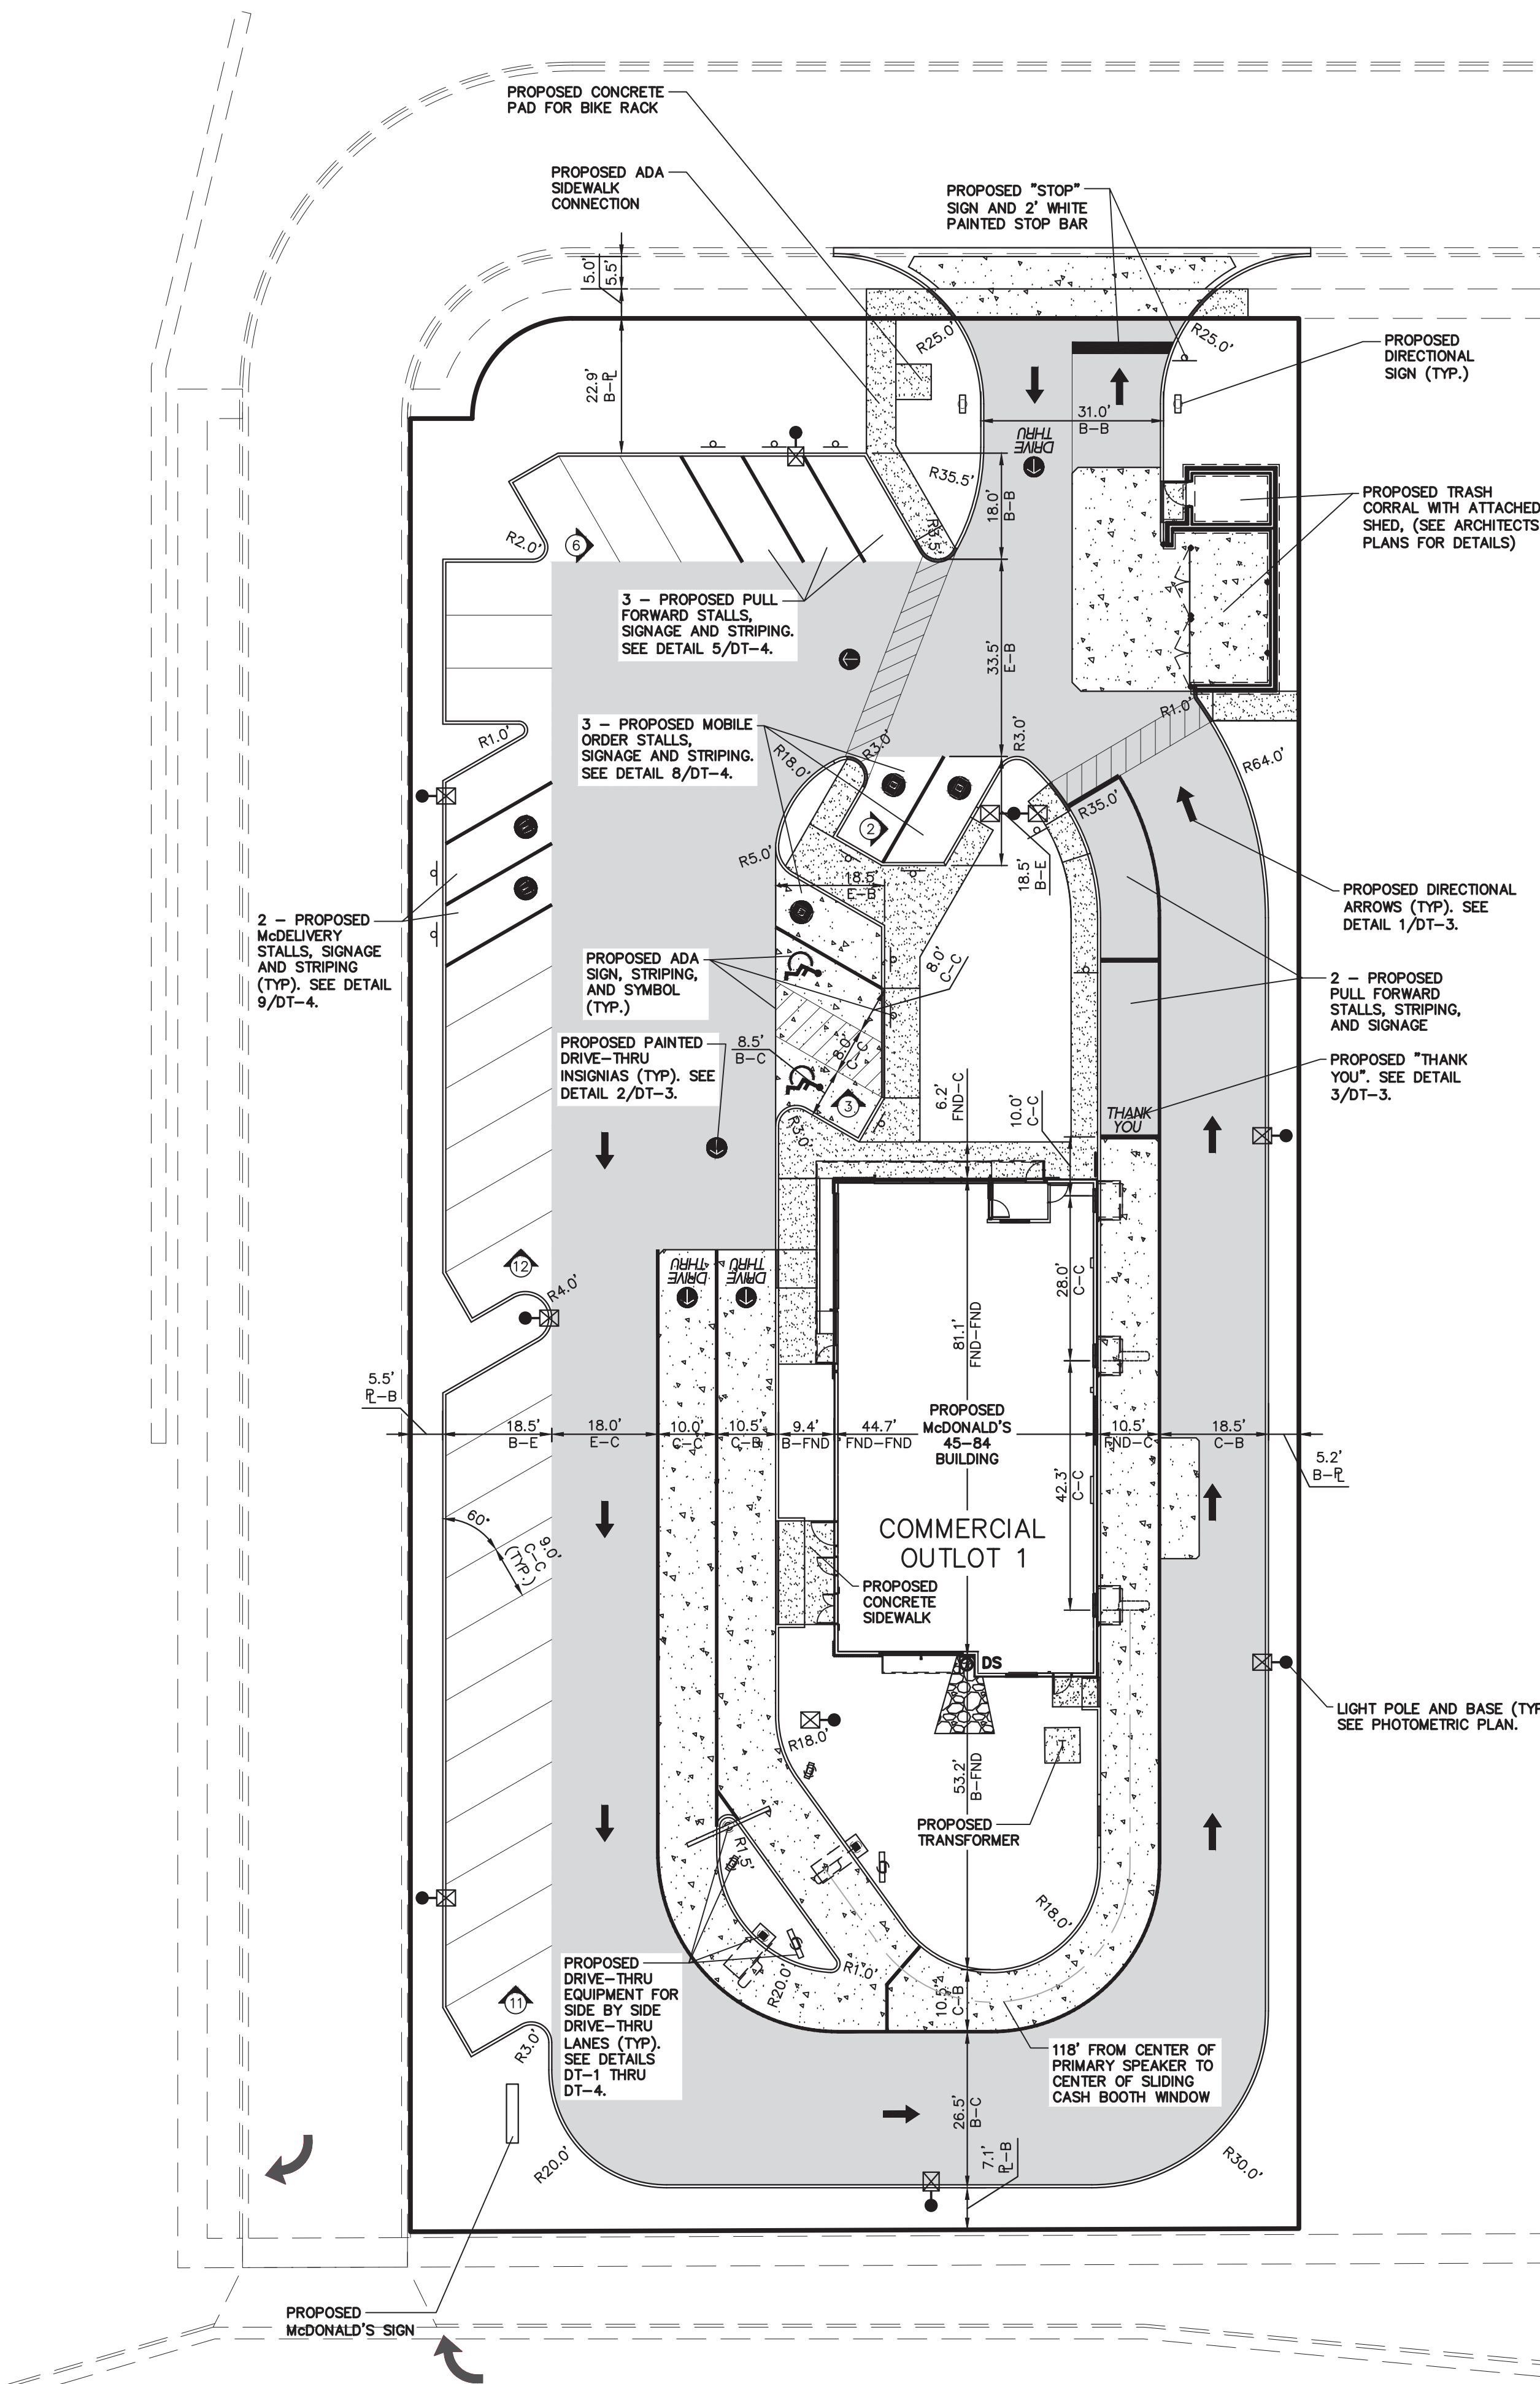 PROPOSED CONCRETE
PAD FOR BIKE RACK
PROPOSED ADA
SIDEWALK
CONNECTION
PROPOSED "STOP"
SIGN AND 2' WHITE
PAINTED STOP BAR
5.0'
5.5'
22.9'
B-PL
R25.0'
R25.0'
PROPOSED
DIRECTIONAL
SIGN (TYP.)
31.0'
B-B
DRIVE
THRU
R35.5'
18.0'
B-B
R3.5'
PROPOSED TRASH
CORRAL WITH ATTACHED
SHED, (SEE ARCHITECTS
PLANS FOR DETAILS)
R2.0'
6
3 - PROPOSED PULL
FORWARD STALLS,
SIGNAGE AND STRIPING.
SEE DETAIL 5/DT-4.
33.5'
E-B
R1.0'
R1.0'
3 - PROPOSED MOBILE
ORDER STALLS,
SIGNAGE AND STRIPING.
SEE DETAIL 8/DT-4.
R18.0'
R3.0'
R3.0'
R64.0'
R35.0'
2
18.5'
B-E
R5.0'
18.5'
E-B
2 - PROPOSED
McDELIVERY
STALLS, SIGNAGE
AND STRIPING
(TYP). SEE DETAIL
9/DT-4.
PROPOSED DIRECTIONAL
ARROWS (TYP). SEE
DETAIL 1/DT-3.
PROPOSED ADA
SIGN, STRIPING,
AND SYMBOL
(TYP.)
8.0'
C-C
2 - PROPOSED
PULL FORWARD
STALLS, STRIPING,
AND SIGNAGE
PROPOSED PAINTED
DRIVE-THRU
INSIGNIAS (TYP). SEE
DETAIL 2/DT-3.
8.5'
B-C
8.0'
C-C
PROPOSED "THANK
YOU". SEE DETAIL
3/DT-3.
3
R3.0'
6.2'
FND-C
10.0'
C-C
THANK
YOU
12
R4.0'
DRIVE
THRU
DRIVE
THRU
28.0'
C-C
81.1'
FND-FND
5.5'
PL-B
18.5'
B-E
18.0'
E-C
10.0'
C-C
10.5'
C-B
9.4'
B-FND
44.7'
FND-FND
PROPOSED
McDONALD'S
45-84
BUILDING
10.5'
FND-C
18.5'
C-B
5.2'
B-PL
42.3'
C-C
60°
9.0'
C-C
(TYP.)
COMMERCIAL
OUTLOT 1
PROPOSED
CONCRETE
SIDEWALK
DS
LIGHT POLE AND BASE (TYP
SEE PHOTOMETRIC PLAN.
R18.0'
T
53.2'
B-FND
PROPOSED
TRANSFORMER
R1.5'
R18.0'
R1.0'
R20.0'
10.5'
C-B
PROPOSED
DRIVE-THRU
EQUIPMENT FOR
SIDE BY SIDE
DRIVE-THRU
LANES (TYP).
SEE DETAILS
DT-1 THRU
DT-4.
11
R3.0'
118' FROM CENTER OF
PRIMARY SPEAKER TO
CENTER OF SLIDING
CASH BOOTH WINDOW
26.5'
B-C
7.1'
PL-B
R20.0'
R30.0'
PROPOSED
McDONALD'S SIGN